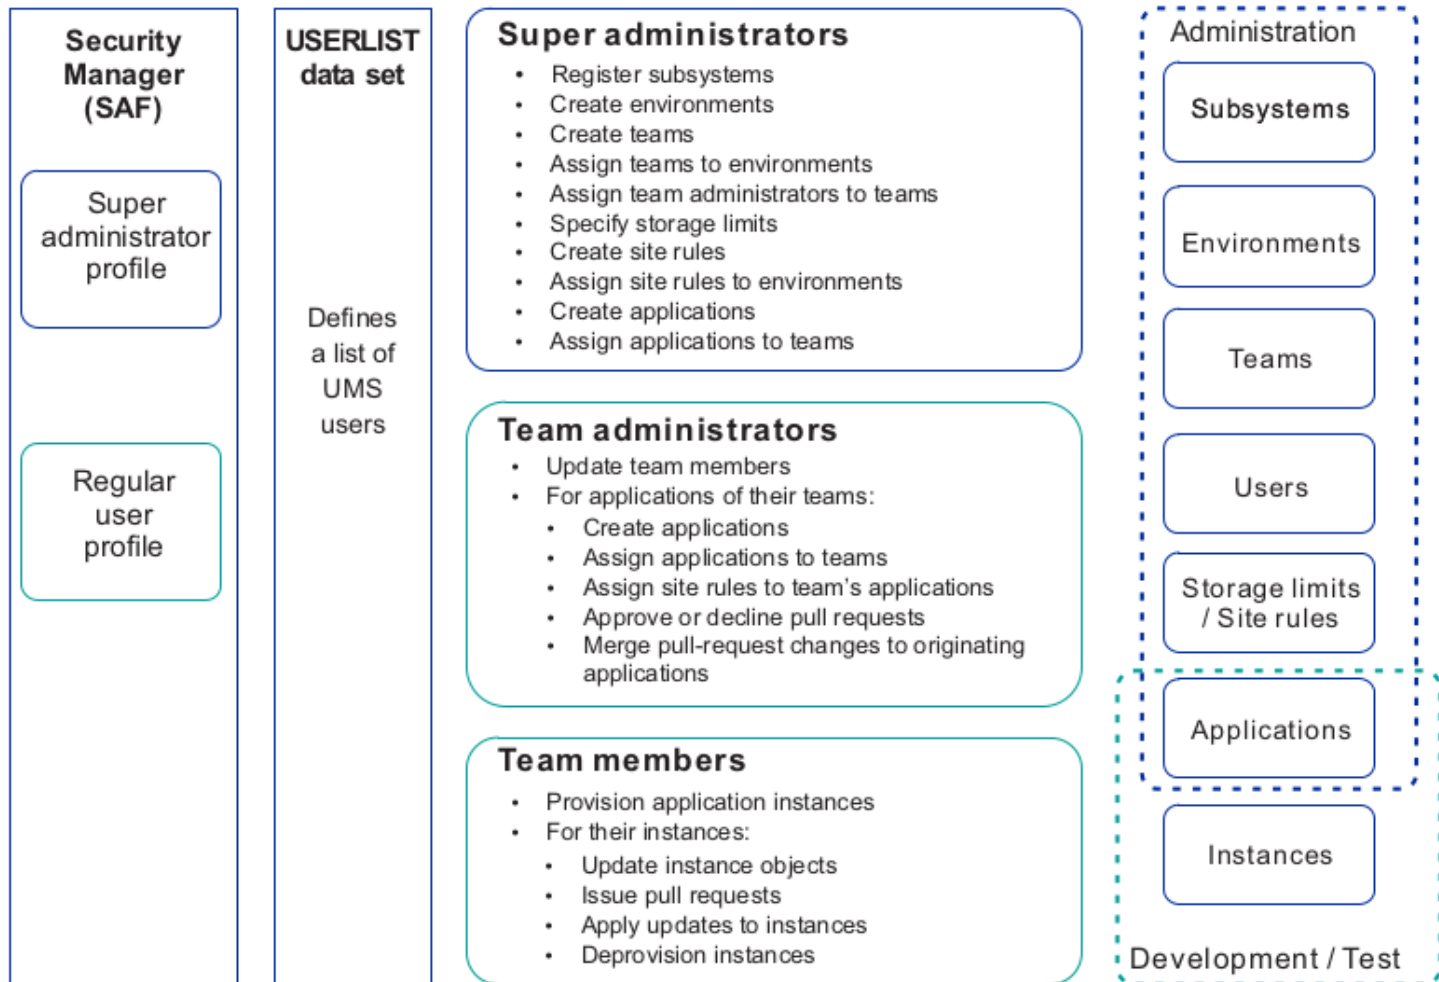 Security
Manager
(SAF)
Super
administrator
profile
Regular
user
profile
USERLIST
data set
Defines
a list of
UMS
users
Super administrators
• Register subsystems
• Create environments
• Create teams
• Assign teams to environments
• Assign team administrators to teams
• Specify storage limits
• Create site rules
• Assign site rules to environments
• Create applications
• Assign applications to teams
Team administrators
• Update team members
• For applications of their teams:
• Create applications
• Assign applications to teams
• Assign site rules to team’s applications
• Approve or decline pull requests
• Merge pull-request changes to originating
applications
Team members
• Provision application instances
• For their instances:
• Update instance objects
• Issue pull requests
• Apply updates to instances
• Deprovision instances
Administration
Subsystems
Environments
Teams
Users
Storage limits
/ Site rules
Applications
Instances
Development / Test